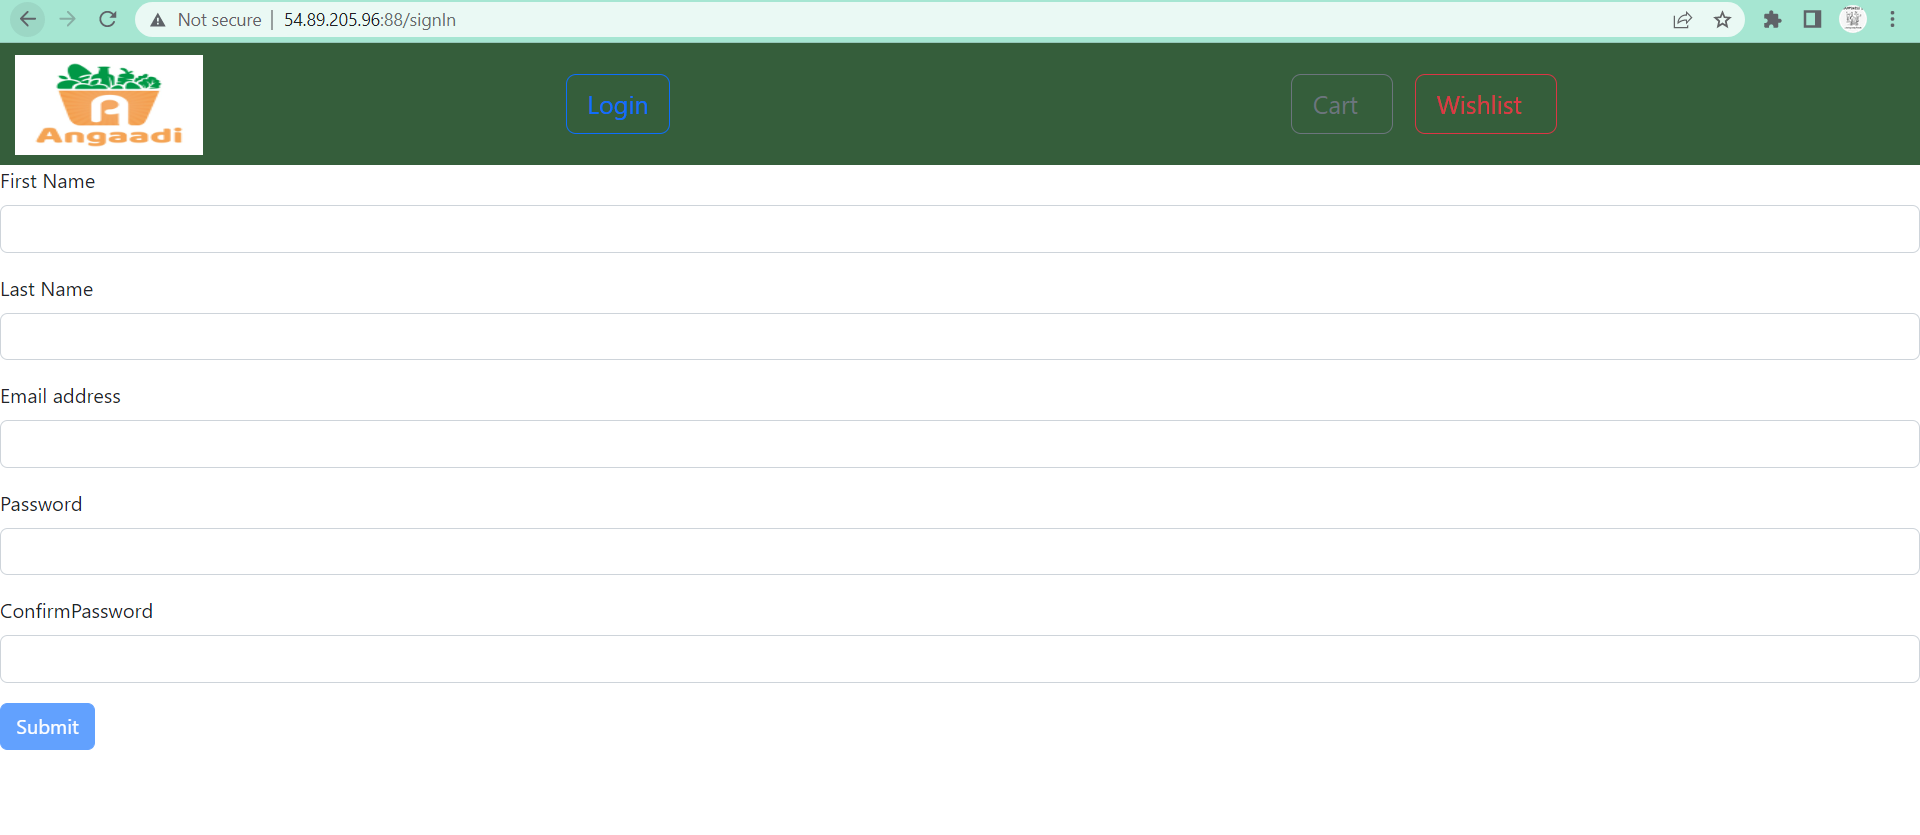 Not secure | 54.89.205.96:88/signIn
Angaadi
Login
Cart
Wishlist
First Name
Last Name
Email address
Password
ConfirmPassword
Submit